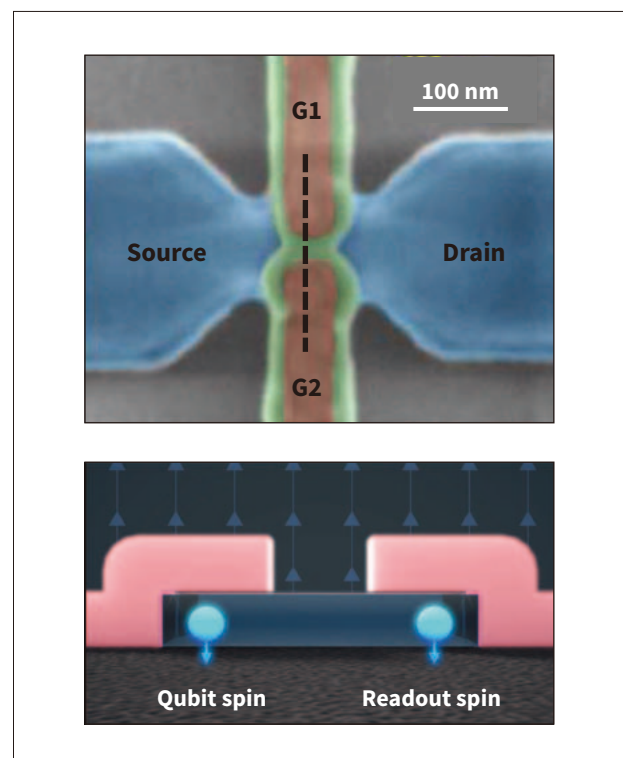 100 nm
G1
Source
Drain
G2
Qubit spin
Readout spin